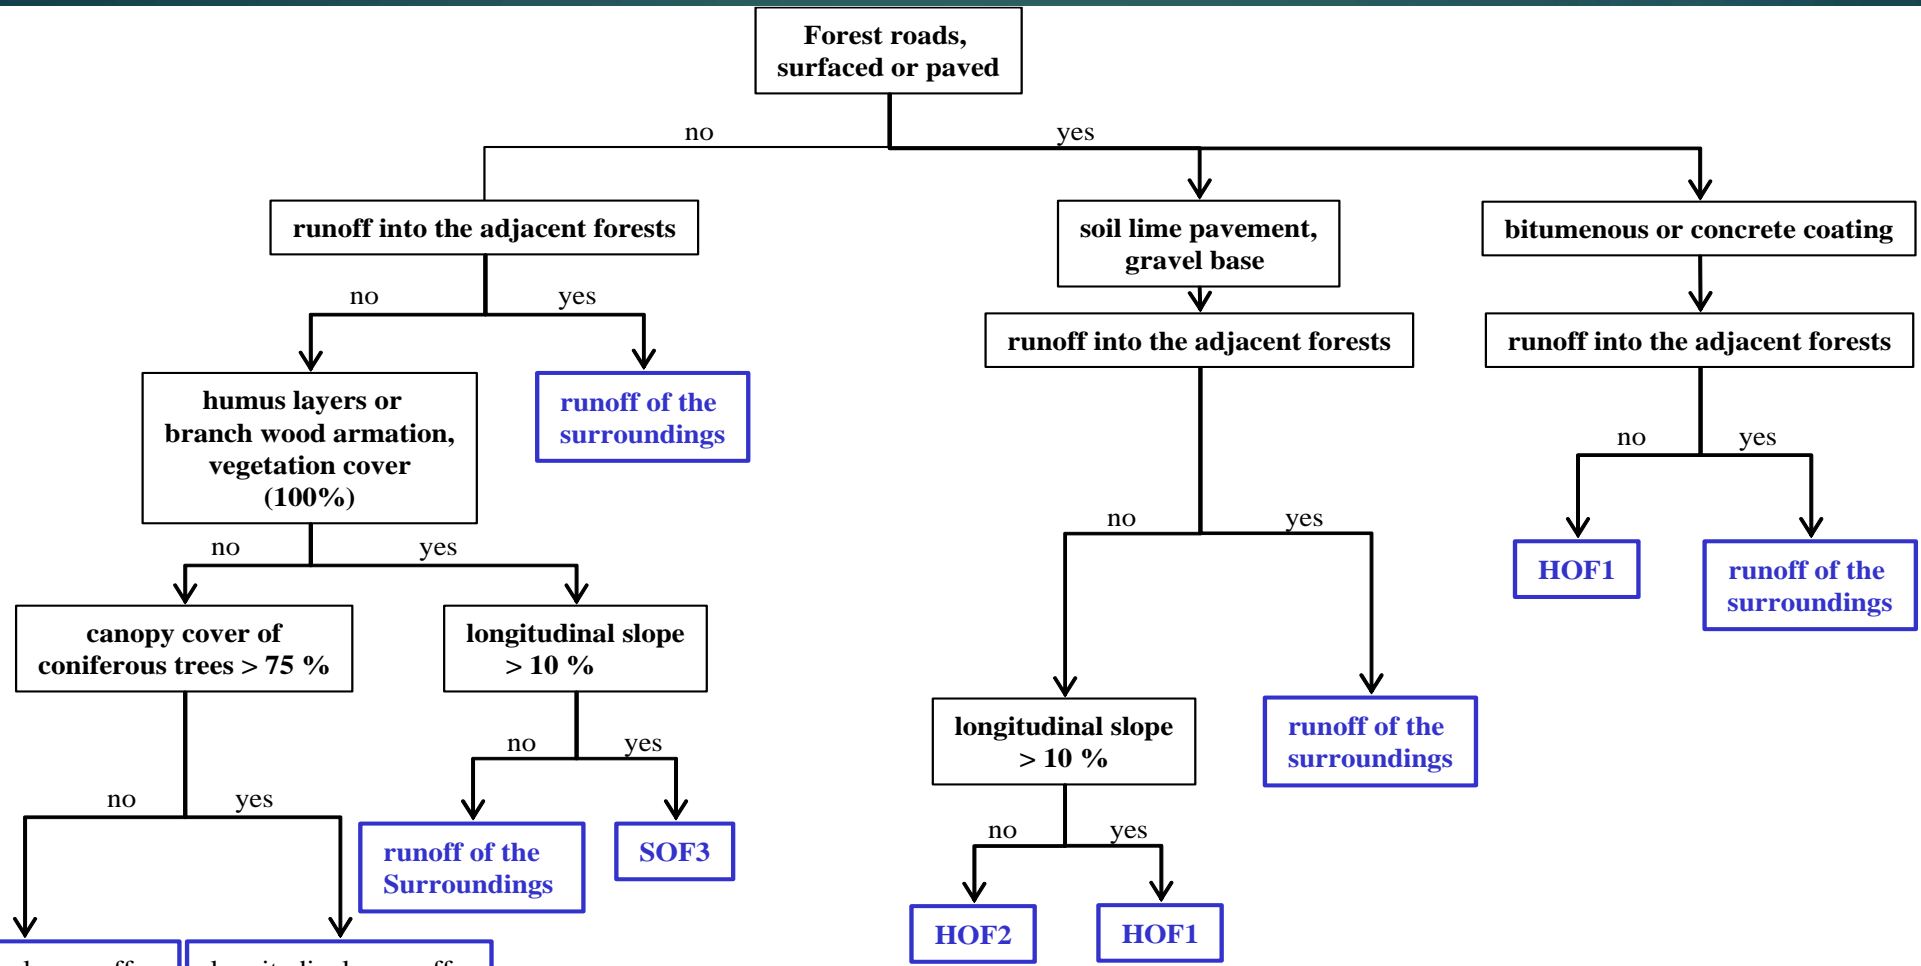 Forest roads,
surfaced or paved
no
yes
runoff into the adjacent forests
soil lime pavement,
gravel base
bitumenous or concrete coating
no
yes
runoff into the adjacent forests
runoff into the adjacent forests
humus layers or
branch wood armation,
vegetation cover
(100%)
runoff of the
surroundings
no
yes
no
yes
no
yes
HOF1
runoff of the
surroundings
canopy cover of
coniferous trees > 75 %
longitudinal slope
> 10 %
longitudinal slope
> 10 %
runoff of the
surroundings
no
yes
no
yes
no
yes
runoff of the
Surroundings
SOF3
HOF2
HOF1